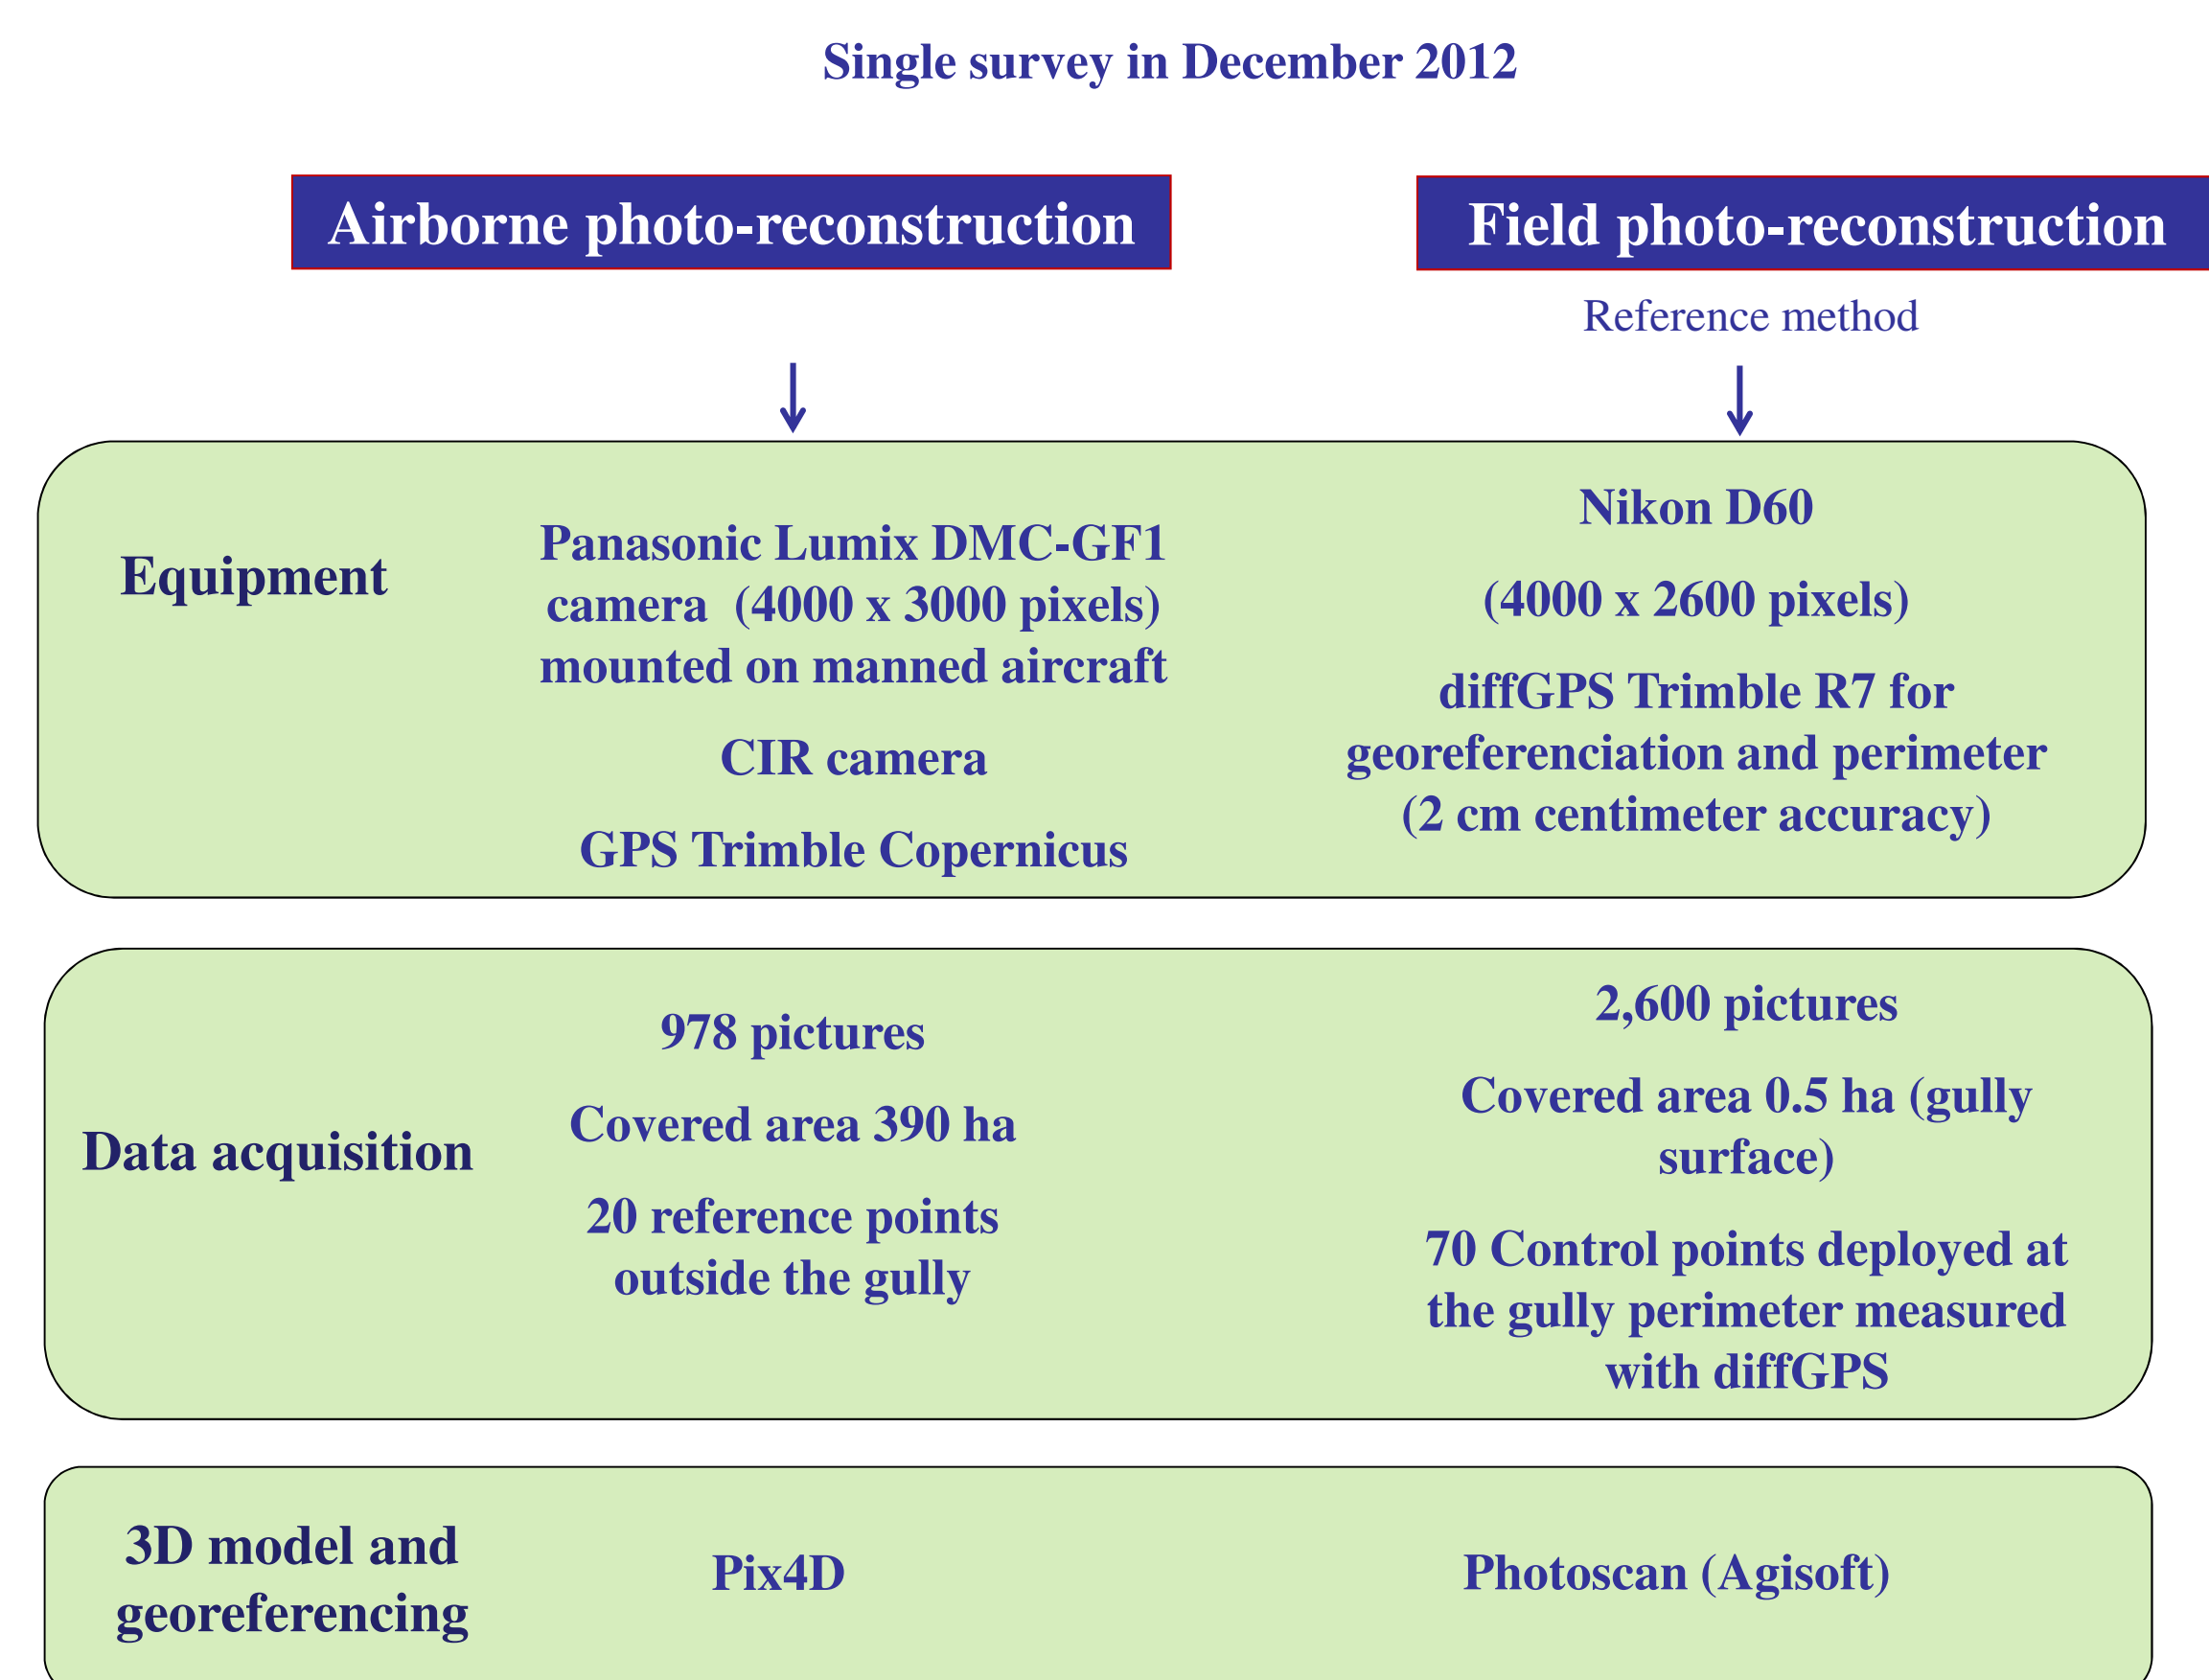 Single survey in December 2012
Airborne photo-reconstruction
Field photo-reconstruction
Reference method
Equipment
Panasonic Lumix DMC-GF1
camera (4000 x 3000 pixels)
mounted on manned aircraft
CIR camera
GPS Trimble Copernicus
Nikon D60
(4000 x 2600 pixels)
diffGPS Trimble R7 for
georeferenciation and perimeter
(2 cm centimeter accuracy)
Data acquisition
978 pictures
Covered area 390 ha
20 reference points
outside the gully
2,600 pictures
Covered area 0.5 ha (gully
surface)
70 Control points deployed at
the gully perimeter measured
with diffGPS
3D model and
georeferencing
Pix4D
Photoscan (Agisoft)